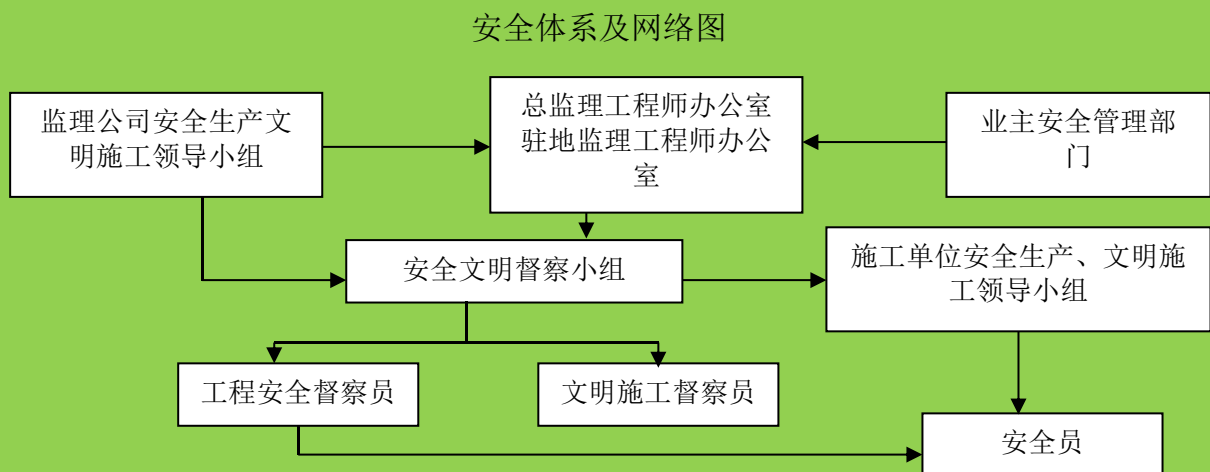 安全体系及网络图
监理公司安全生产文
明施工领导小组
总监理工程师办公室
驻地监理工程师办公
室
业主安全管理部
门
安全文明督察小组
施工单位安全生产、文明施
工领导小组
工程安全督察员
文明施工督察员
安全员